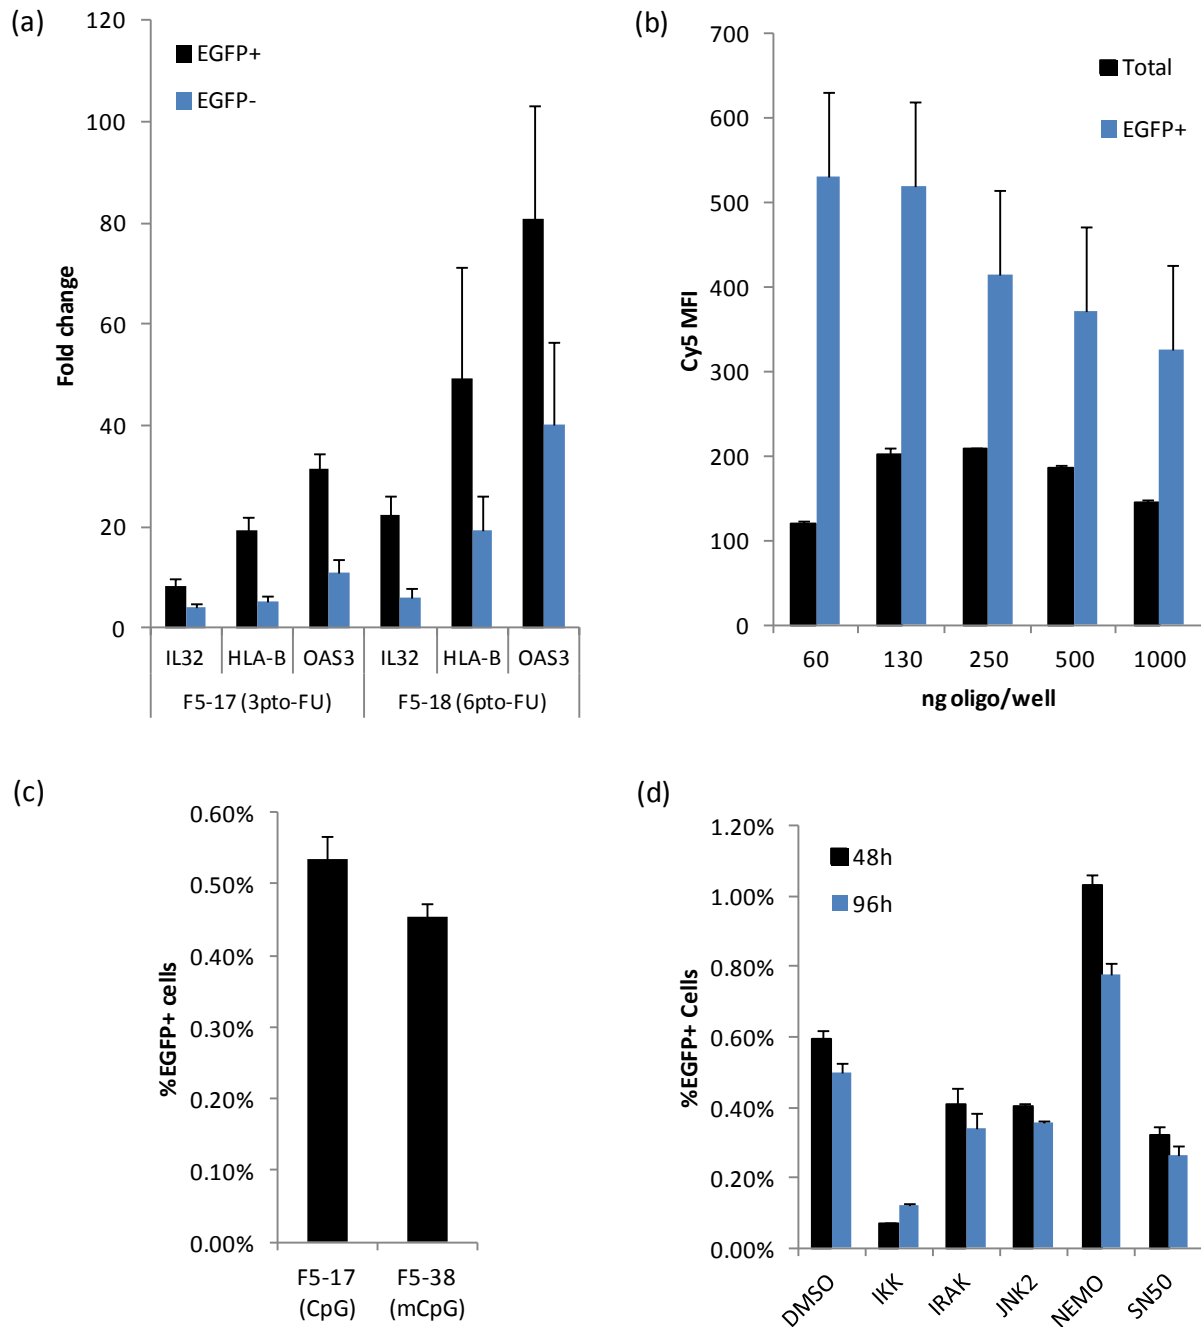 (a)
120
100
80
60
40
20
0
Fold change
EGFP+
EGFP-
IL32 HLA-B OAS3 IL32 HLA-B OAS3
F5-17 (3pto-FU) F5-18 (6pto-FU)
(b)
700
600
500
400
300
200
100
0
Cy5 MFI
Total
EGFP+
60 130 250 500 1000
ng oligo/well
(c)
0.60%
0.50%
0.40%
0.30%
0.20%
0.10%
0.00%
%EGFP+ cells
F5-17 F5-38
(CpG) (mCpG)
(d)
1.20%
1.00%
0.80%
0.60%
0.40%
0.20%
0.00%
%EGFP+ Cells
48h
96h
DMSO IKK IRAK JNK2 NEMO SN50